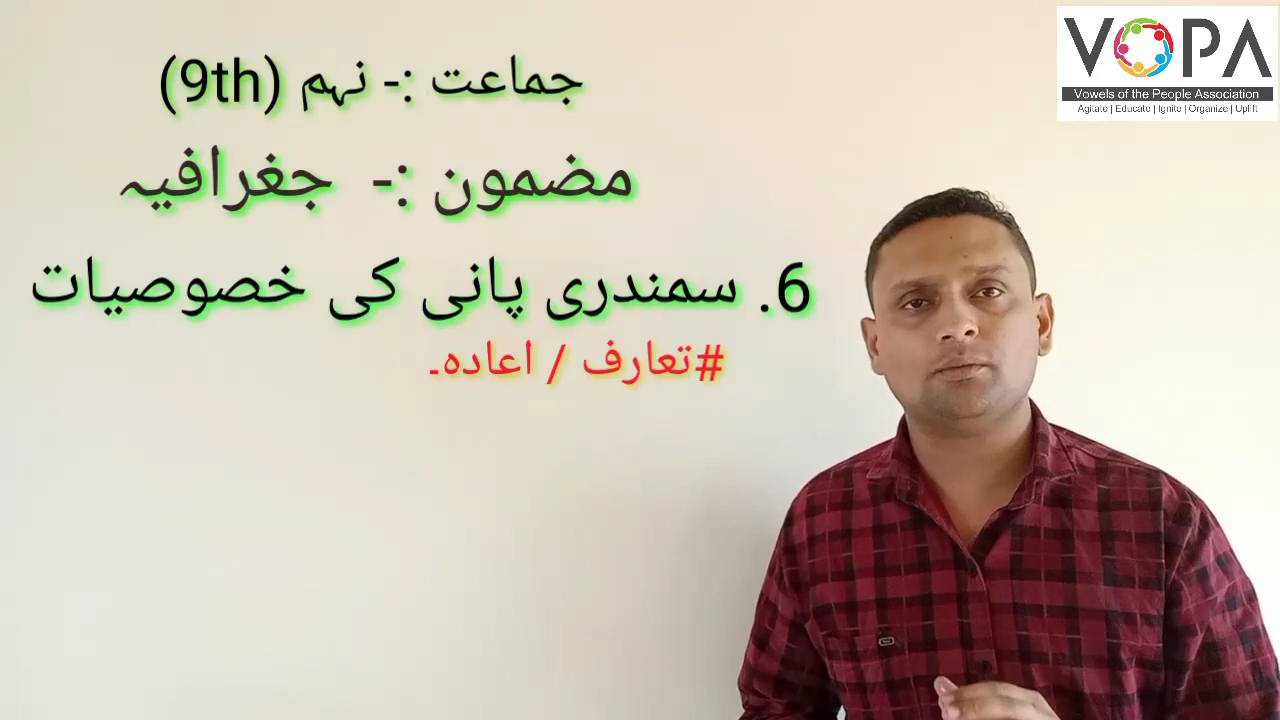 جماعت :- نہم (9th)
مضمون :- جغرافیہ
6. سمندری پانی کی خصوصیات
#تعارف / اعادہ۔
VOPA
Vowels of the People Association
Agitate | Educate | Ignite | Organize | Uplift